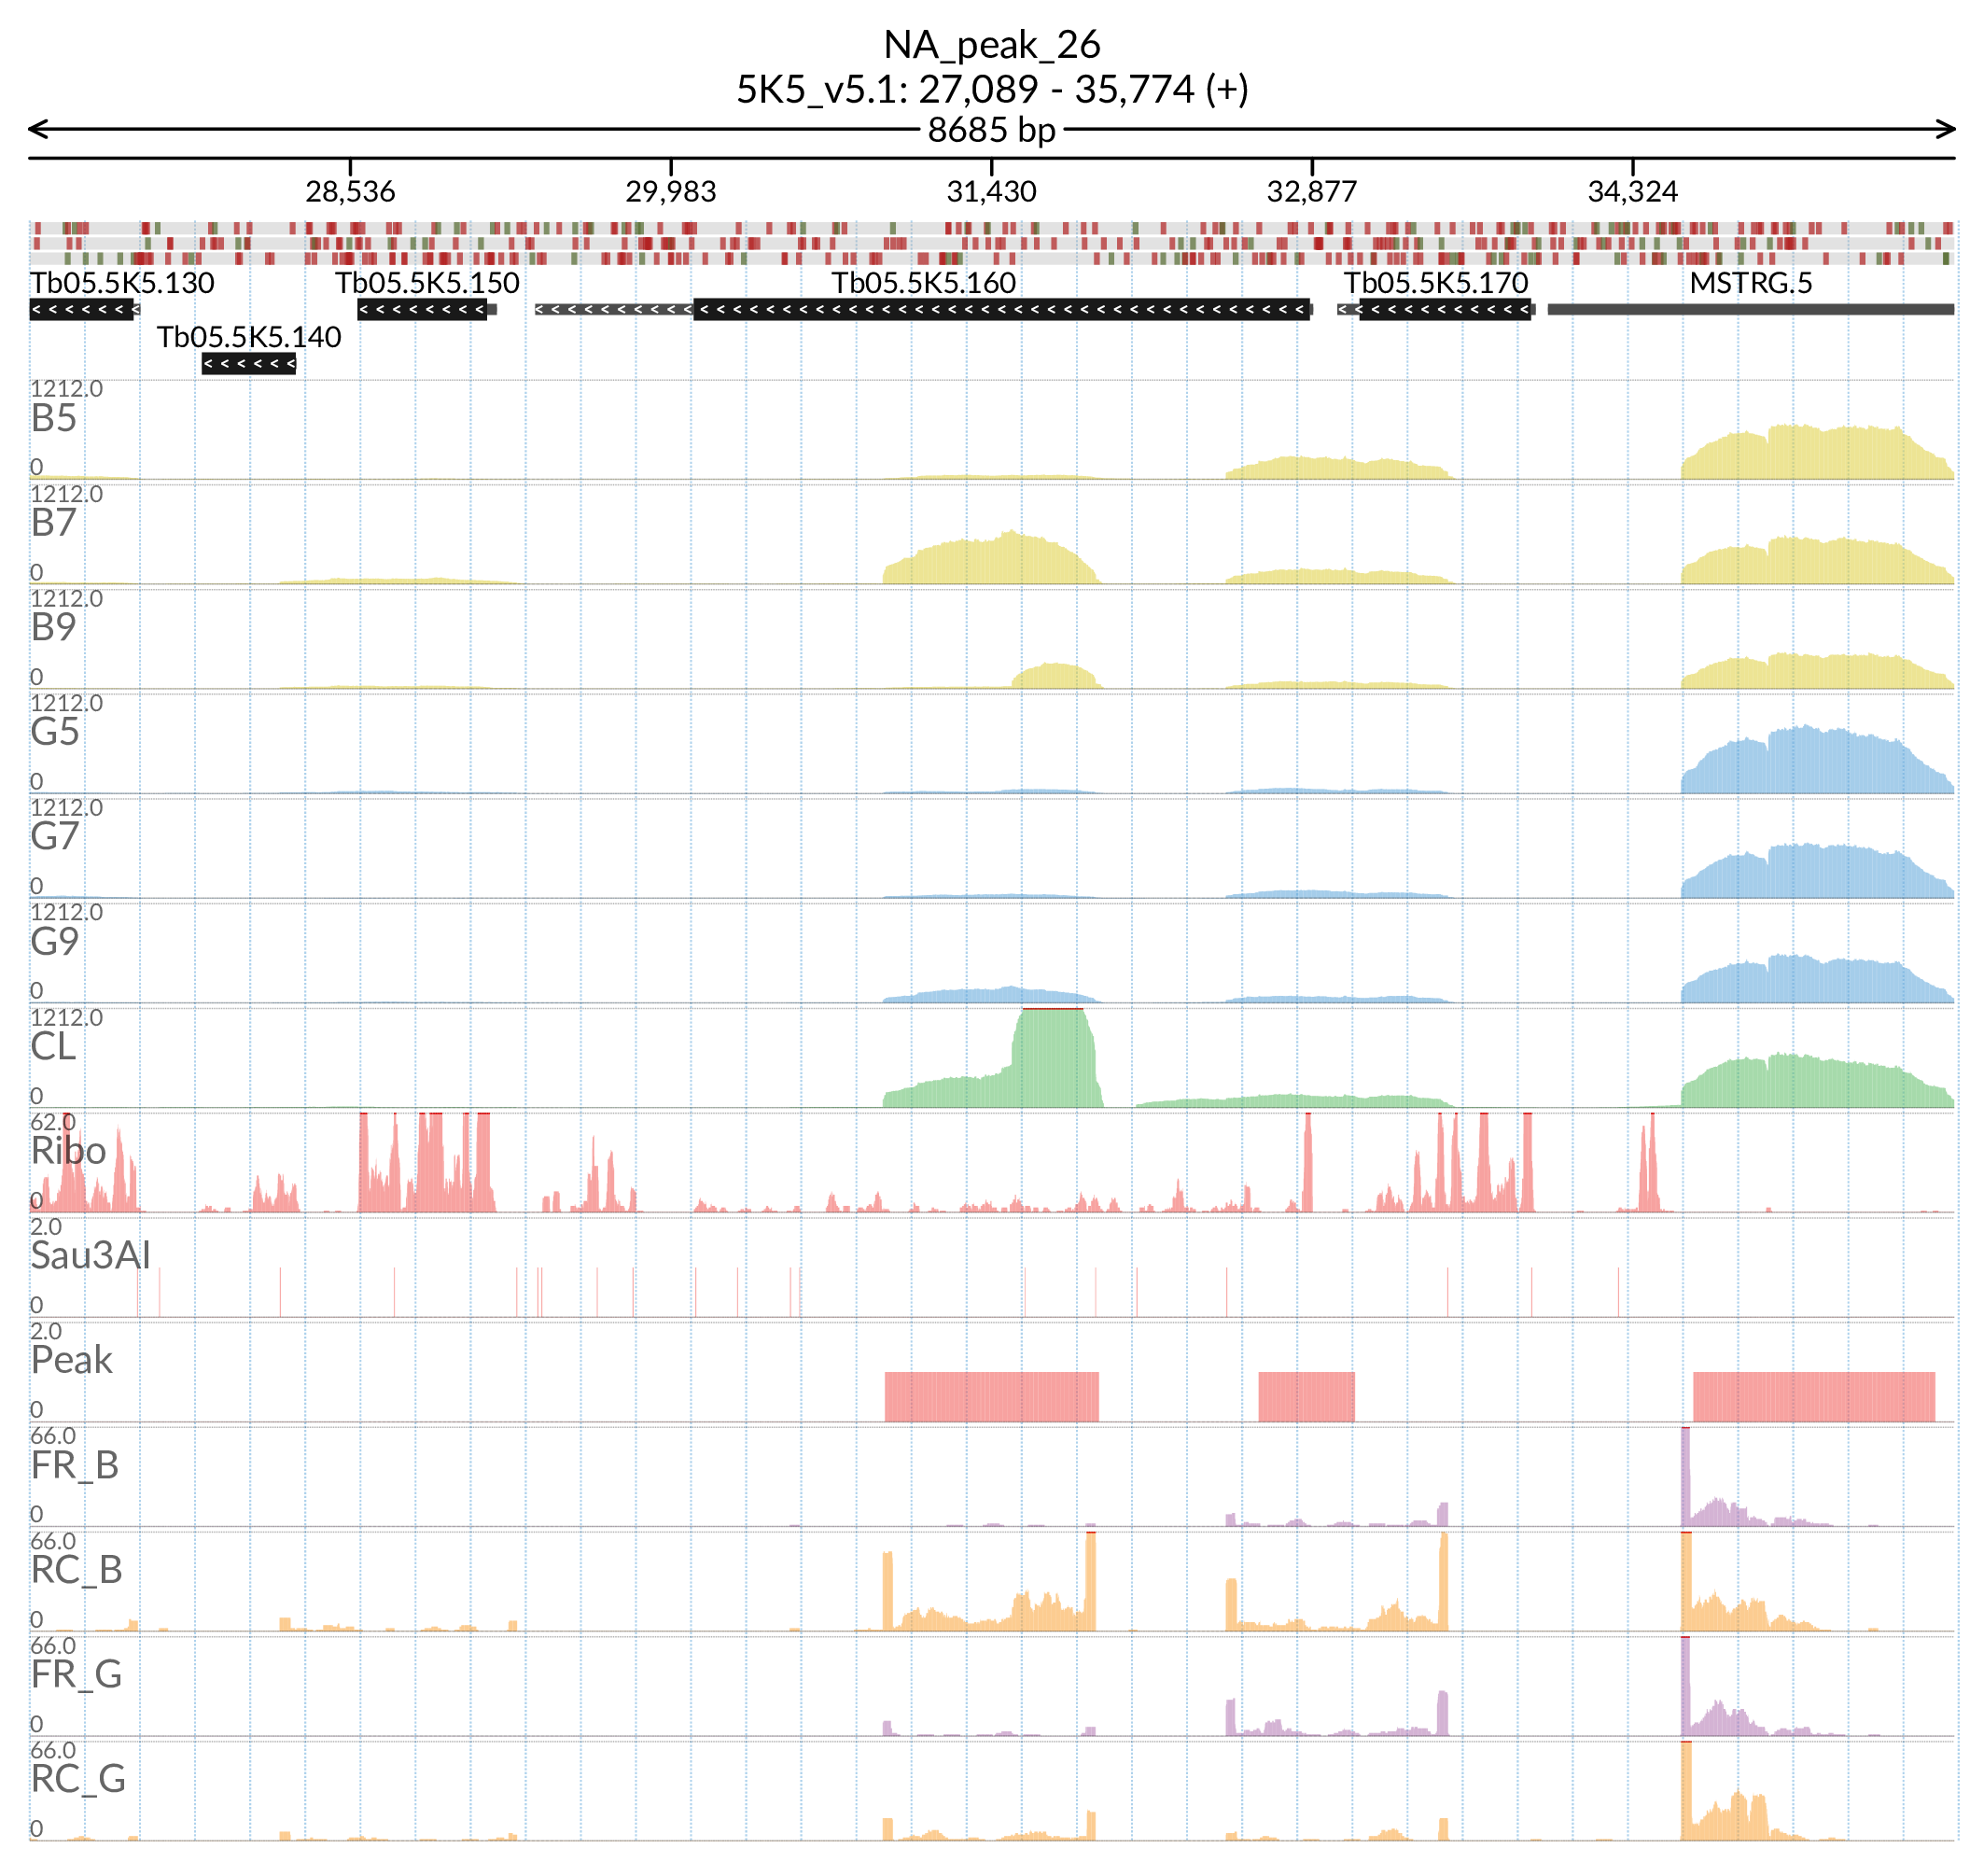 NA_peak_26
5K5_v5.1: 27,089 - 35,774 (+)
8685 bp
28,536 29,983 31,430 32,877 34,324
Tb05.5K5.130 Tb05.5K5.150 Tb05.5K5.160 Tb05.5K5.170 MSTRG.5
Tb05.5K5.140
1212.0
B5
0
1212.0
B7
0
1212.0
B9
0
1212.0
G5
0
1212.0
G7
0
1212.0
G9
0
1212.0
CL
0
62.0
Ribo
0
2.0
Sau3AI
0
2.0
Peak
0
66.0
FR_B
0
66.0
RC_B
0
66.0
FR_G
0
66.0
RC_G
0